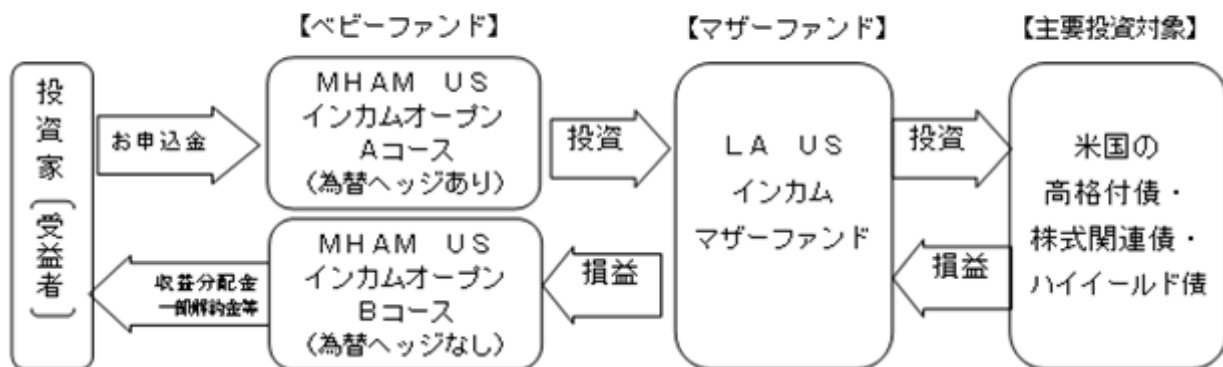 【ベビーファンド】
【マザーファンド】
【主要投資対象】
投資家〔受益者〕
お申込金
MHAM US
インカムオープン
Aコース
(為替ヘッジあり)
投資
LA US
インカム
マザーファンド
投資
米国の
高格付債・
株式関連債・
ハイイールド債
収益分配金
一部解約金等
MHAM US
インカムオープン
Bコース
(為替ヘッジなし)
損益
損益